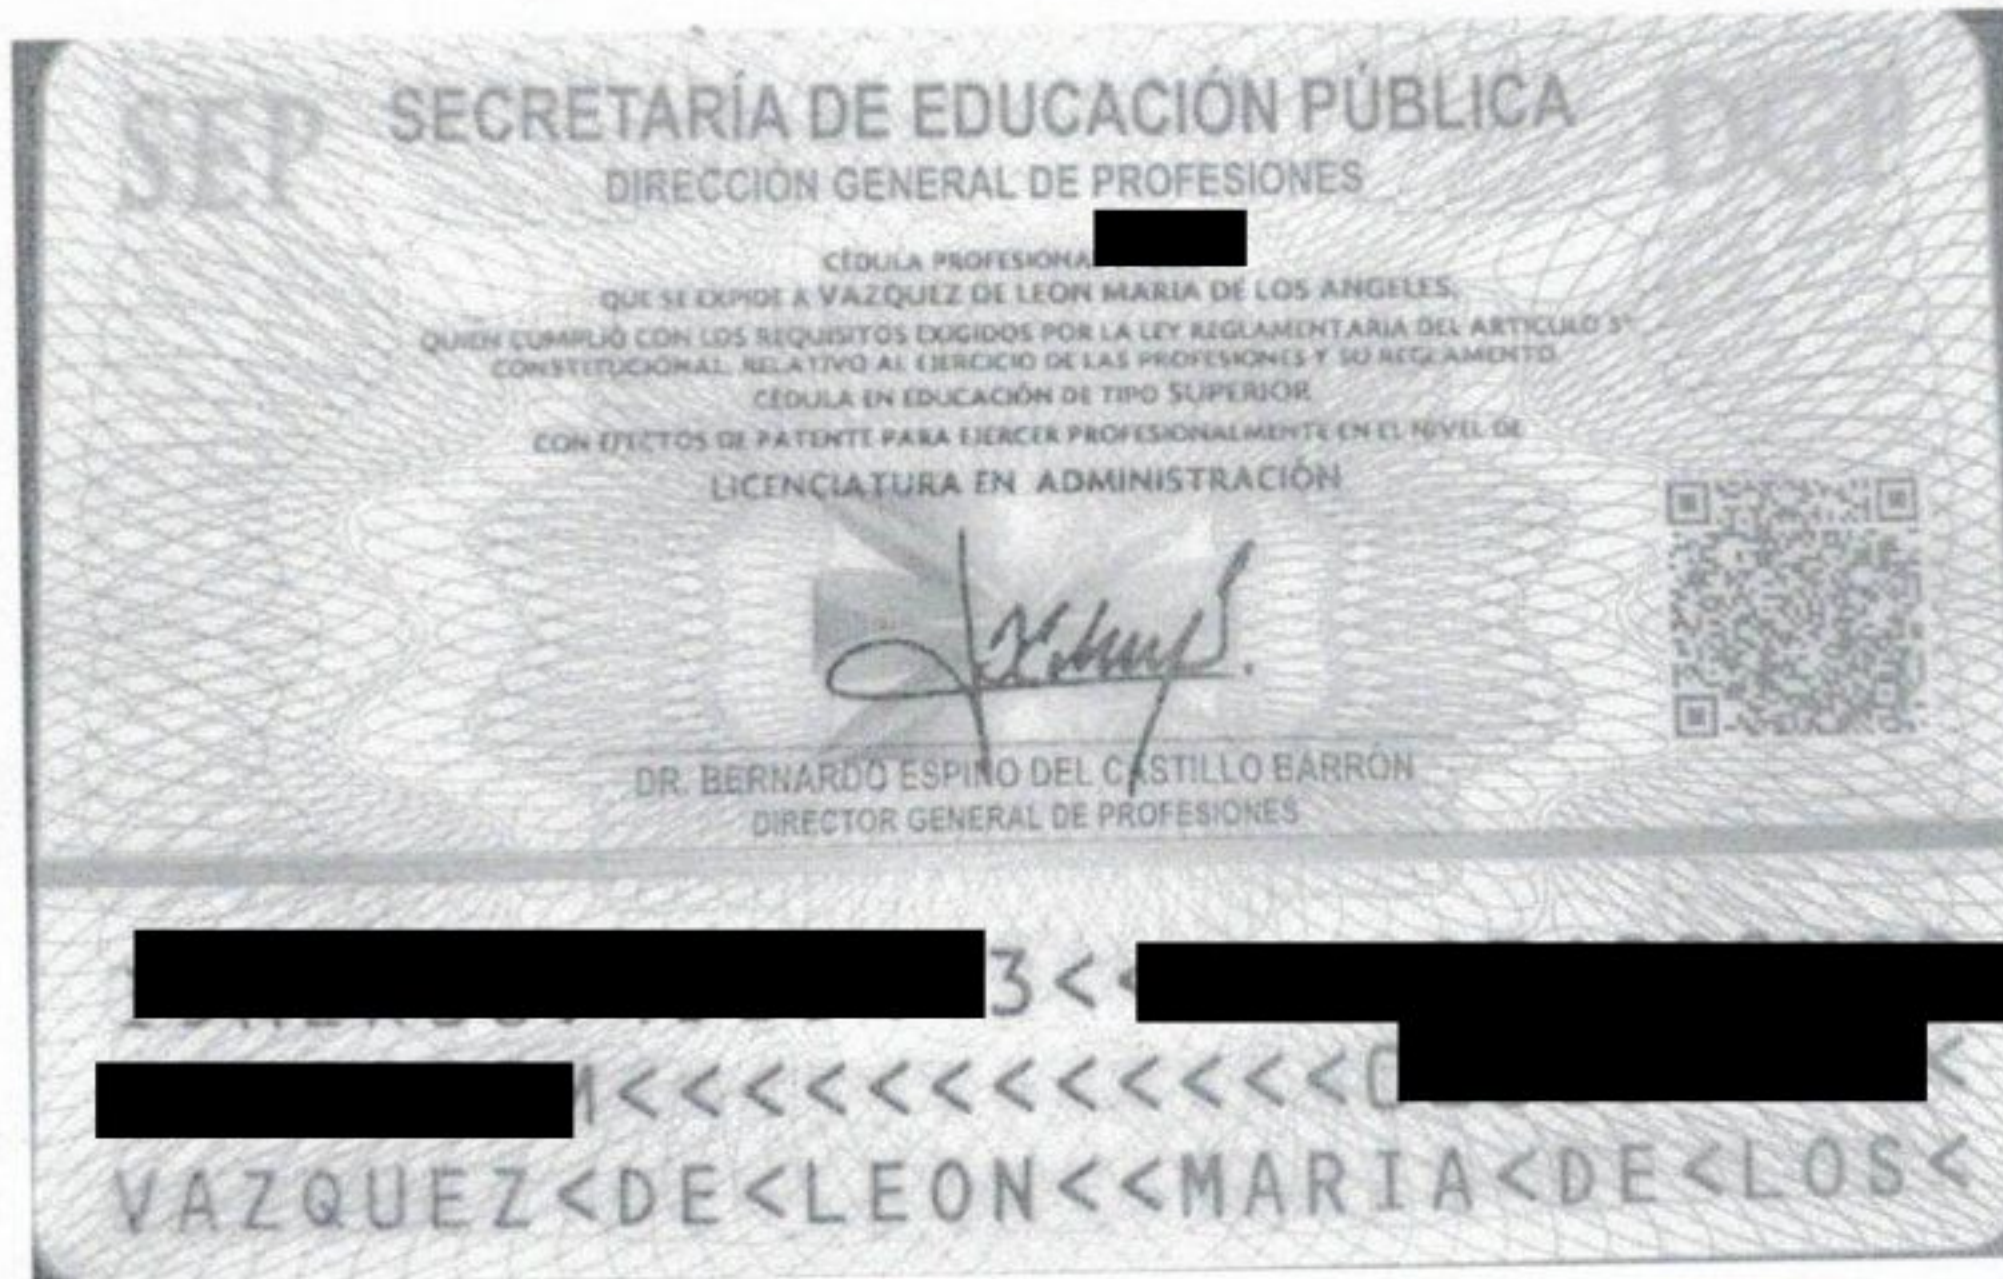 SEP SECRETARÍA DE EDUCACIÓN PÚBLICA DGP
DIRECCIÓN GENERAL DE PROFESIONES
CÉDULA PROFESIONA
QUE SE EXPIDE A VAZQUEZ DE LEON MARIA DE LOS ANGELES,
QUIEN CUMPLIÓ CON LOS REQUISITOS EXIGIDOS POR LA LEY REGLAMENTARIA DEL ARTICULO 5°
CONSTITUCIONAL, RELATIVO AL EJERCICIO DE LAS PROFESIONES Y SU REGLAMENTO.
CÉDULA EN EDUCACIÓN DE TIPO SUPERIOR
CON EFECTOS DE PATENTE PARA EJERCER PROFESIONALMENTE EN EL NIVEL DE
LICENCIATURA EN ADMINISTRACIÓN
DR. BERNARDO ESPINO DEL CASTILLO BARRÓN
DIRECTOR GENERAL DE PROFESIONES
3<<
M<<<<<<<<<<<<<
<
VAZQUEZ<DE<LEON<<MARIA<DE<LOS<